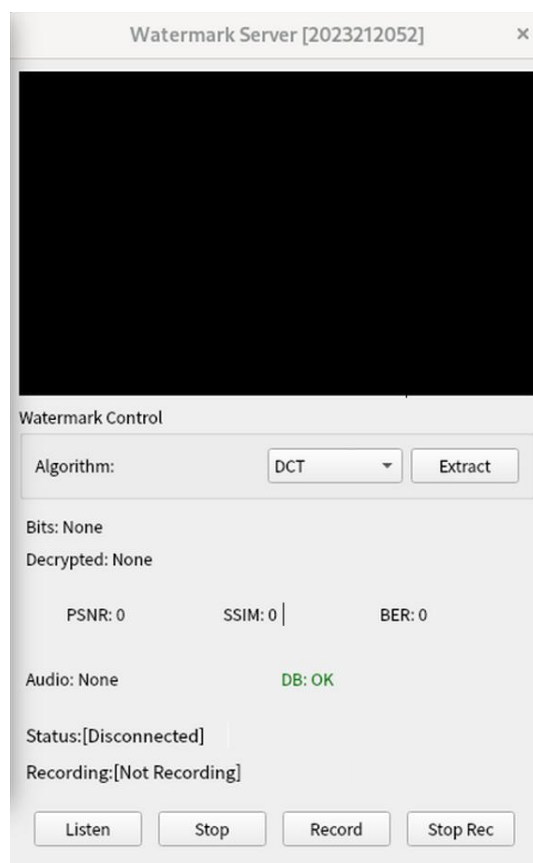 Watermark Server [2023212052] ×
Watermark Control
Algorithm: DCT Extract
Bits: None
Decrypted: None
PSNR: 0 SSIM: 0 BER: 0
Audio: None DB: OK
Status:[Disconnected]
Recording:[Not Recording]
Listen Stop Record Stop Rec